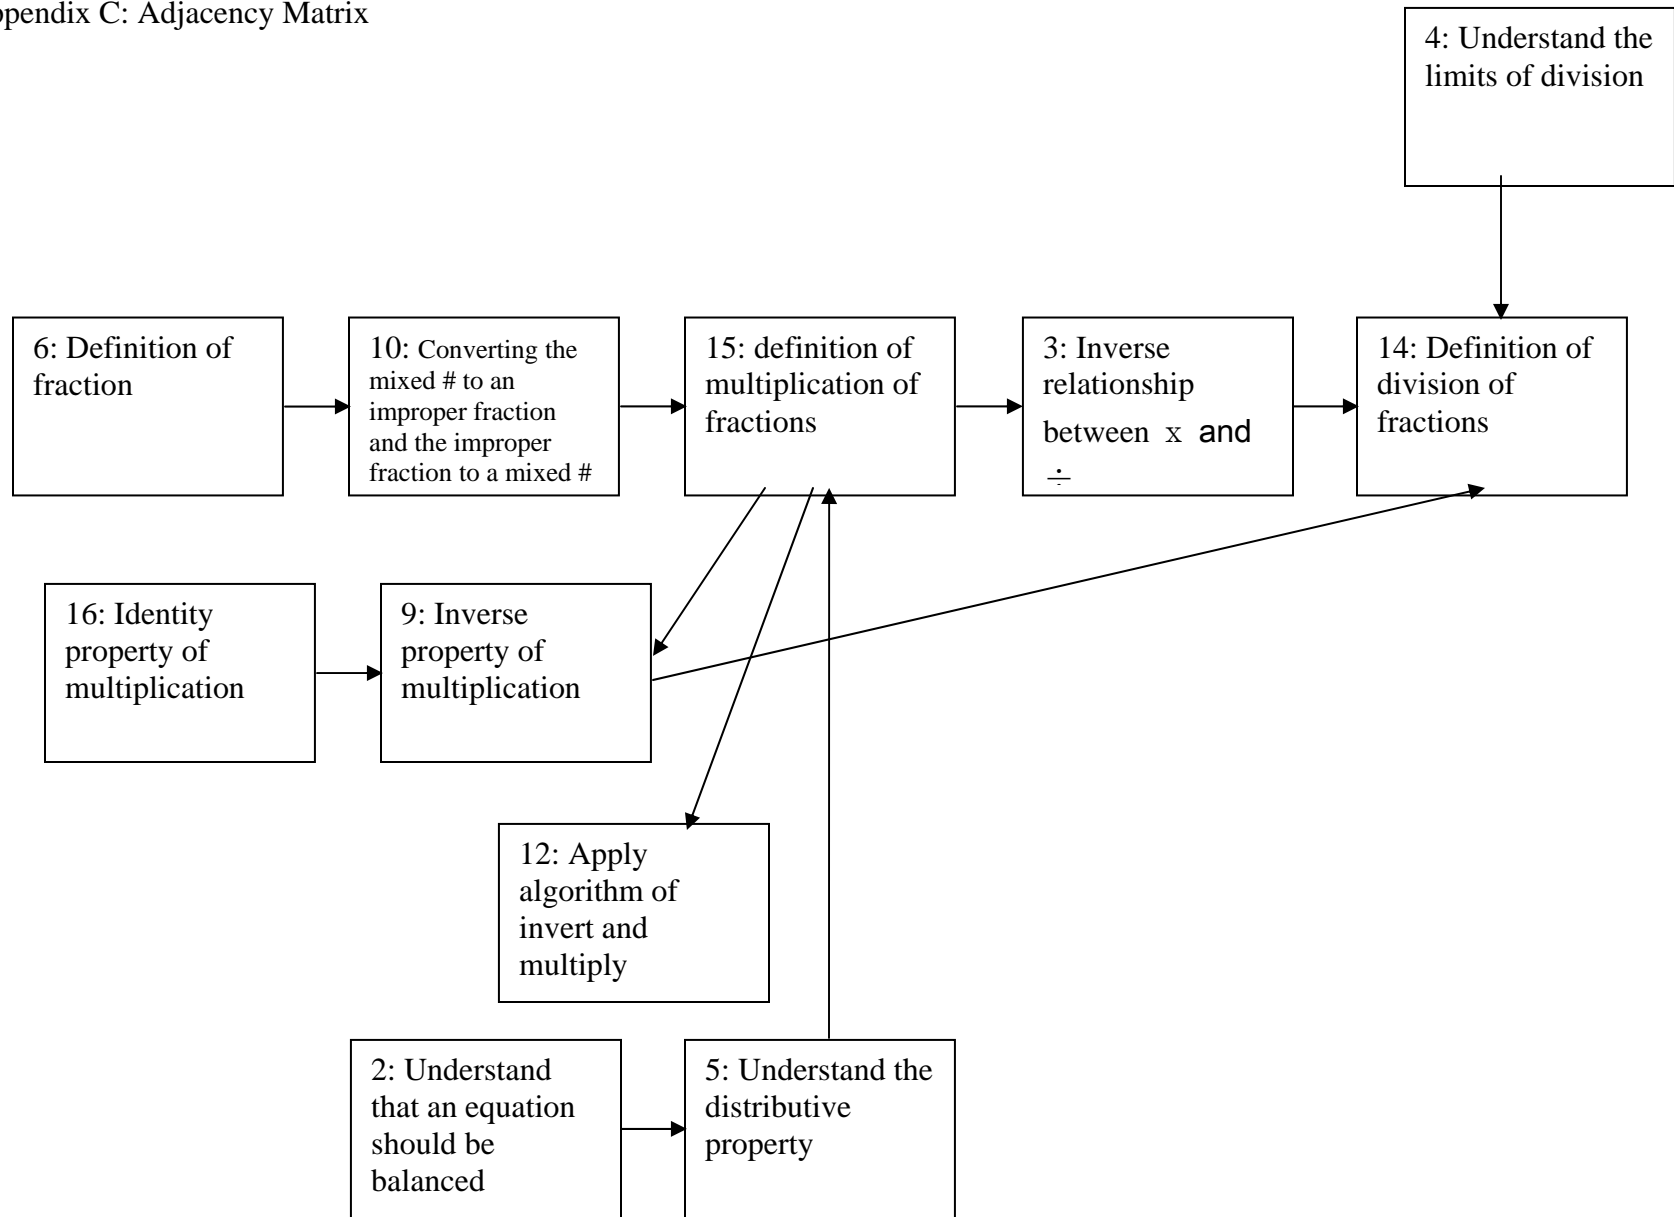 ppendix C: Adjacency Matrix
4: Understand the
limits of division
6: Definition of
fraction
10: Converting the
mixed # to an
improper fraction
and the improper
fraction to a mixed #
15: definition of
multiplication of
fractions
3: Inverse
relationship
between x and
÷
14: Definition of
division of
fractions
16: Identity
property of
multiplication
9: Inverse
property of
multiplication
12: Apply
algorithm of
invert and
multiply
2: Understand
that an equation
should be
balanced
5: Understand the
distributive
property